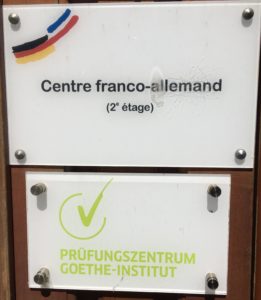 Centre franco-allemand
(2e étage)
PRÜFUNGSZENTRUM
GOETHE-INSTITUT